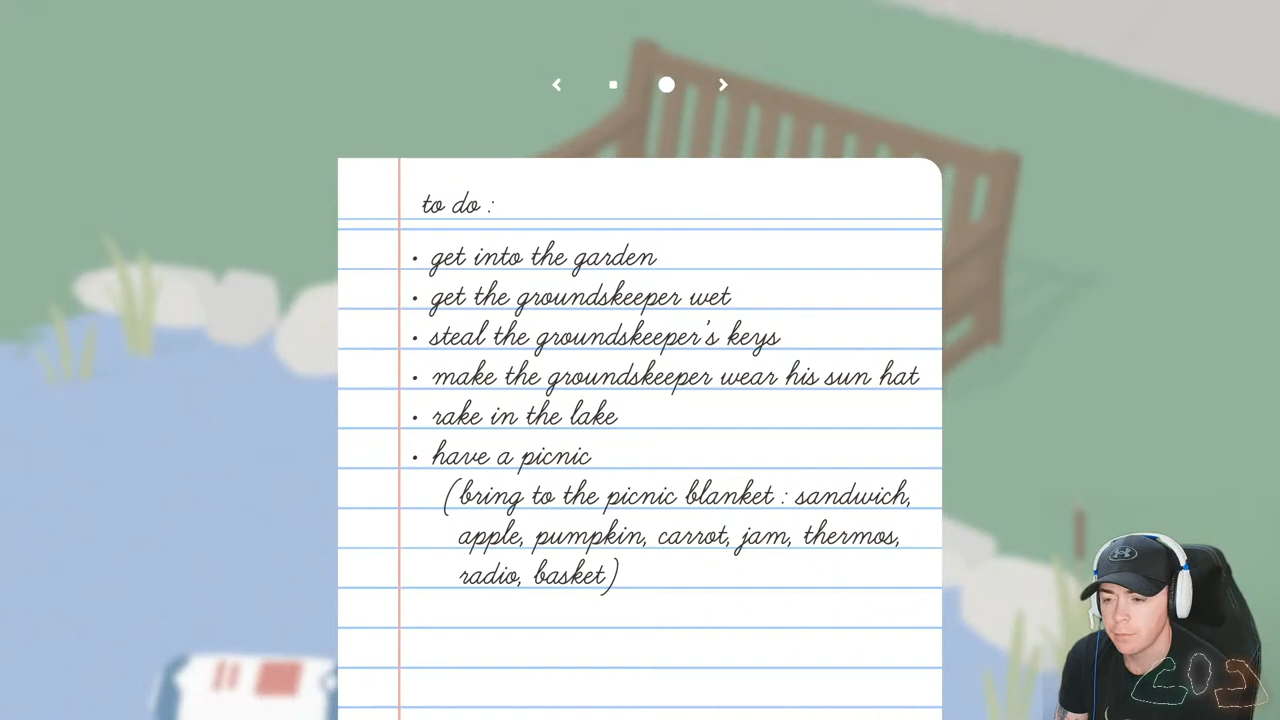 to do :
• get into the garden
• get the groundskeeper wet
• steal the groundskeeper's keys
• make the groundskeeper wear his sun hat
• rake in the lake
• have a picnic
(bring to the picnic blanket : sandwich,
apple, pumpkin, carrot, jam, thermos,
radio, basket)